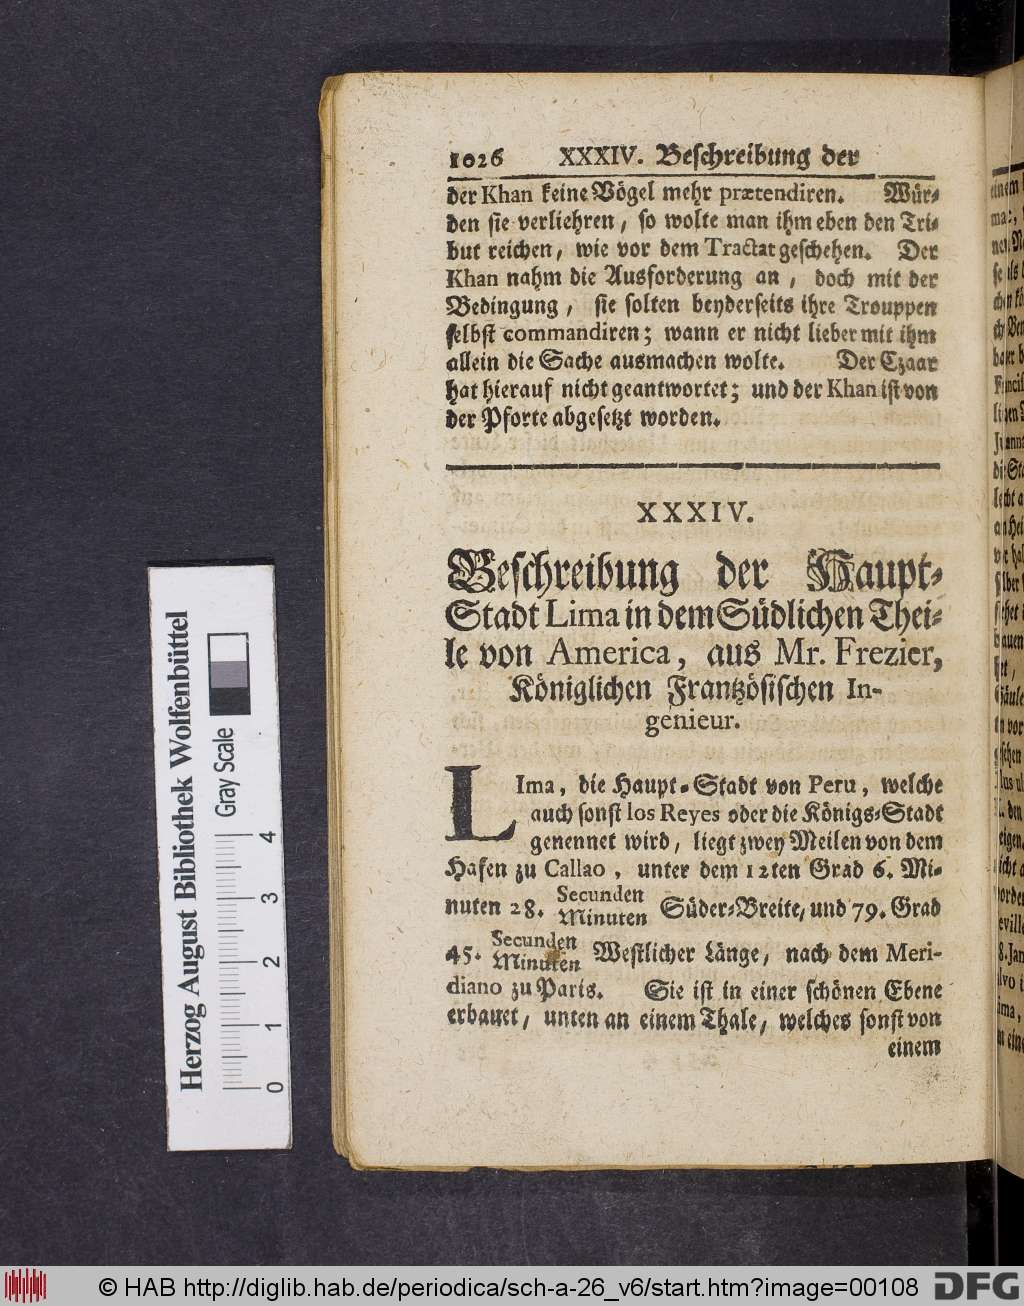 1026 XXXIV. Beschreibung der
der Khan keine Vögel mehr prætendiren. Wür-
den sie verliehren, so wolte man ihm eben den Tri-
but reichen, wie vor dem Tractat geschehen. Der
Khan nahm die Ausforderung an, doch mit der
Bedingung, sie solten beyderseits ihre Trouppen
selbst commandiren; wann er nicht lieber mit ihm
allein die Sache ausmachen wolte. Der Czaar
hat hierauf nicht geantwortet; und der Khan ist von
der Pforte abgesetzt worden.
XXXIV.
Beschreibung der Haupt-
Stadt Lima in dem Südlichen Thei-
le von America, aus Mr. Frezier,
Königlichen Frantzösischen In-
genieur.
LIma, die Haupt-Stadt von Peru, welche
auch sonst los Reyes oder die Königs-Stadt
genennet wird, liegt zwey Meilen von dem
Hafen zu Callao, unter dem 12ten Grad 6. Mi-
nuten 28. Secunden Minuten Süder-Breite, und 79. Grad
45. Secunden Minuten Westlicher Länge, nach dem Meri-
diano zu Paris. Sie ist in einer schönen Ebene
erbauet, unten an einem Thale, welches sonst von
einem
Herzog August Bibliothek Wolfenbüttel
Gray Scale
0 1 2 3 4
© HAB http://diglib.hab.de/periodica/sch-a-26_v6/start.htm?image=00108
DFG